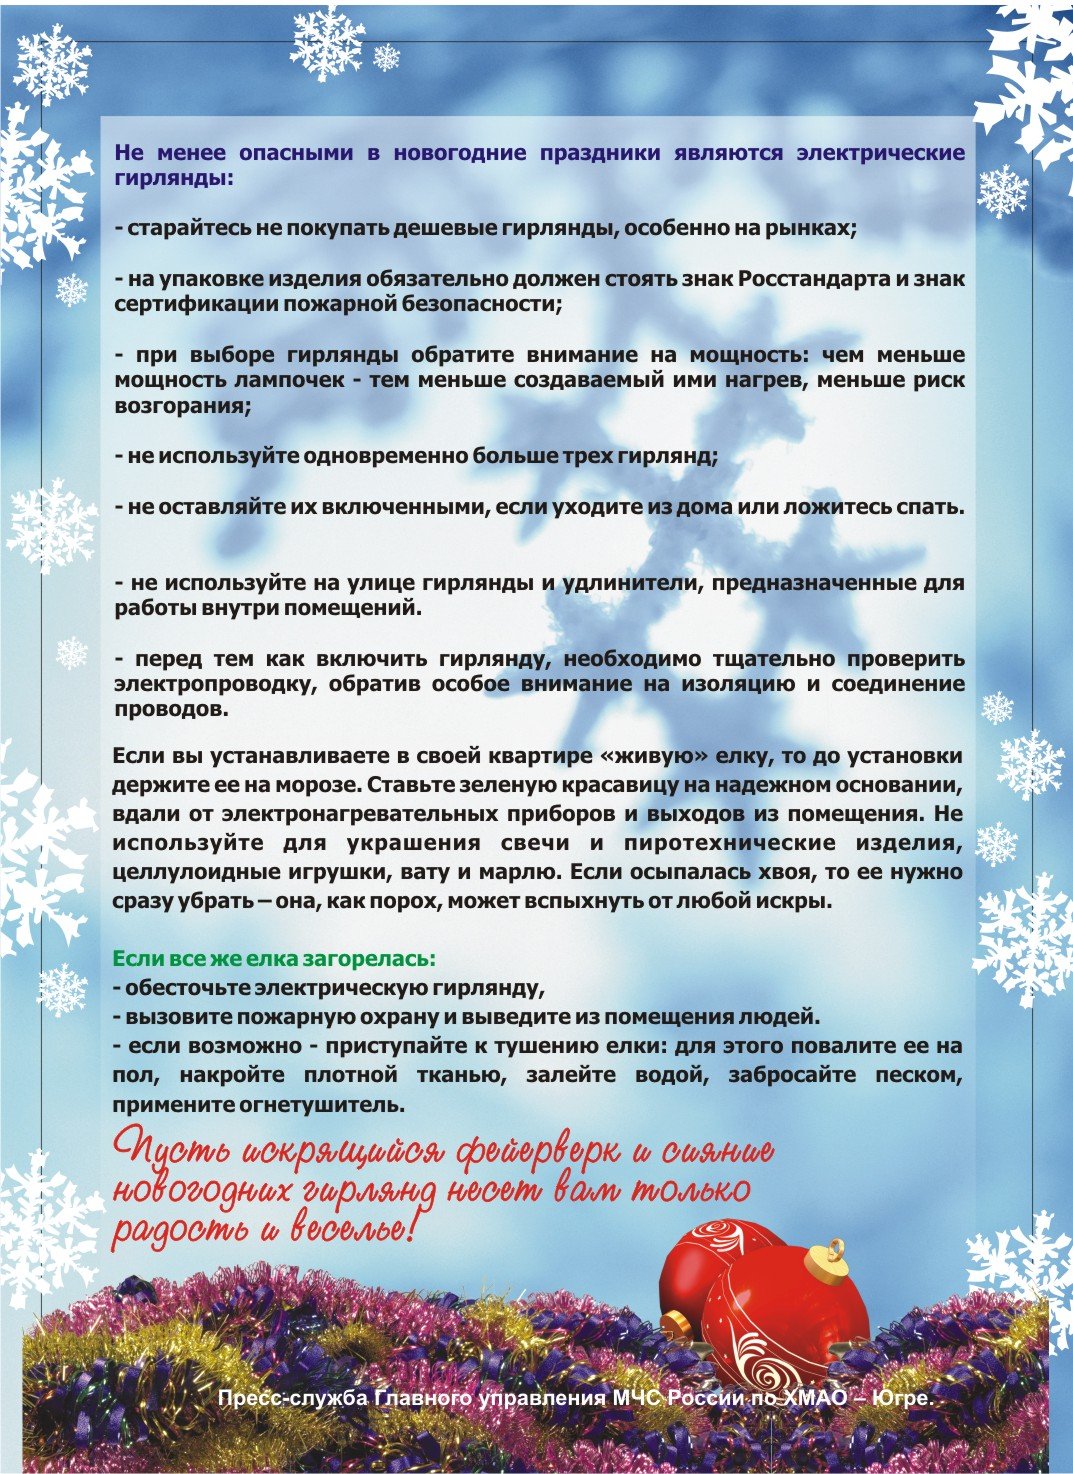 Не менее опасными в новогодние праздники являются электрические
гирлянды:
- старайтесь не покупать дешевые гирлянды, особенно на рынках;
- на упаковке изделия обязательно должен стоять знак Росстандарта и знак
сертификации пожарной безопасности;
- при выборе гирлянды обратите внимание на мощность: чем меньше
мощность лампочек - тем меньше создаваемый ими нагрев, меньше риск
возгорания;
- не используйте одновременно больше трех гирлянд;
- не оставляйте их включенными, если уходите из дома или ложитесь спать.
- не используйте на улице гирлянды и удлинители, предназначенные для
работы внутри помещений.
- перед тем как включить гирлянду, необходимо тщательно проверить
электропроводку, обратив особое внимание на изоляцию и соединение
проводов.
Если вы устанавливаете в своей квартире «живую» елку, то до установки
держите ее на морозе. Ставьте зеленую красавицу на надежном основании,
вдали от электронагревательных приборов и выходов из помещения. Не
используйте для украшения свечи и пиротехнические изделия,
целлулоидные игрушки, вату и марлю. Если осыпалась хвоя, то ее нужно
сразу убрать – она, как порох, может вспыхнуть от любой искры.
Если все же елка загорелась:
- обесточьте электрическую гирлянду,
- вызовите пожарную охрану и выведите из помещения людей.
- если возможно - приступайте к тушению елки: для этого повалите ее на
пол, накройте плотной тканью, залейте водой, забросайте песком,
примените огнетушитель.
Пусть искрящийся фейерверк и сияние
новогодних гирлянд несет вам только
радость и веселье!
Пресс-служба Главного управления МЧС России по ХМАО – Югре.